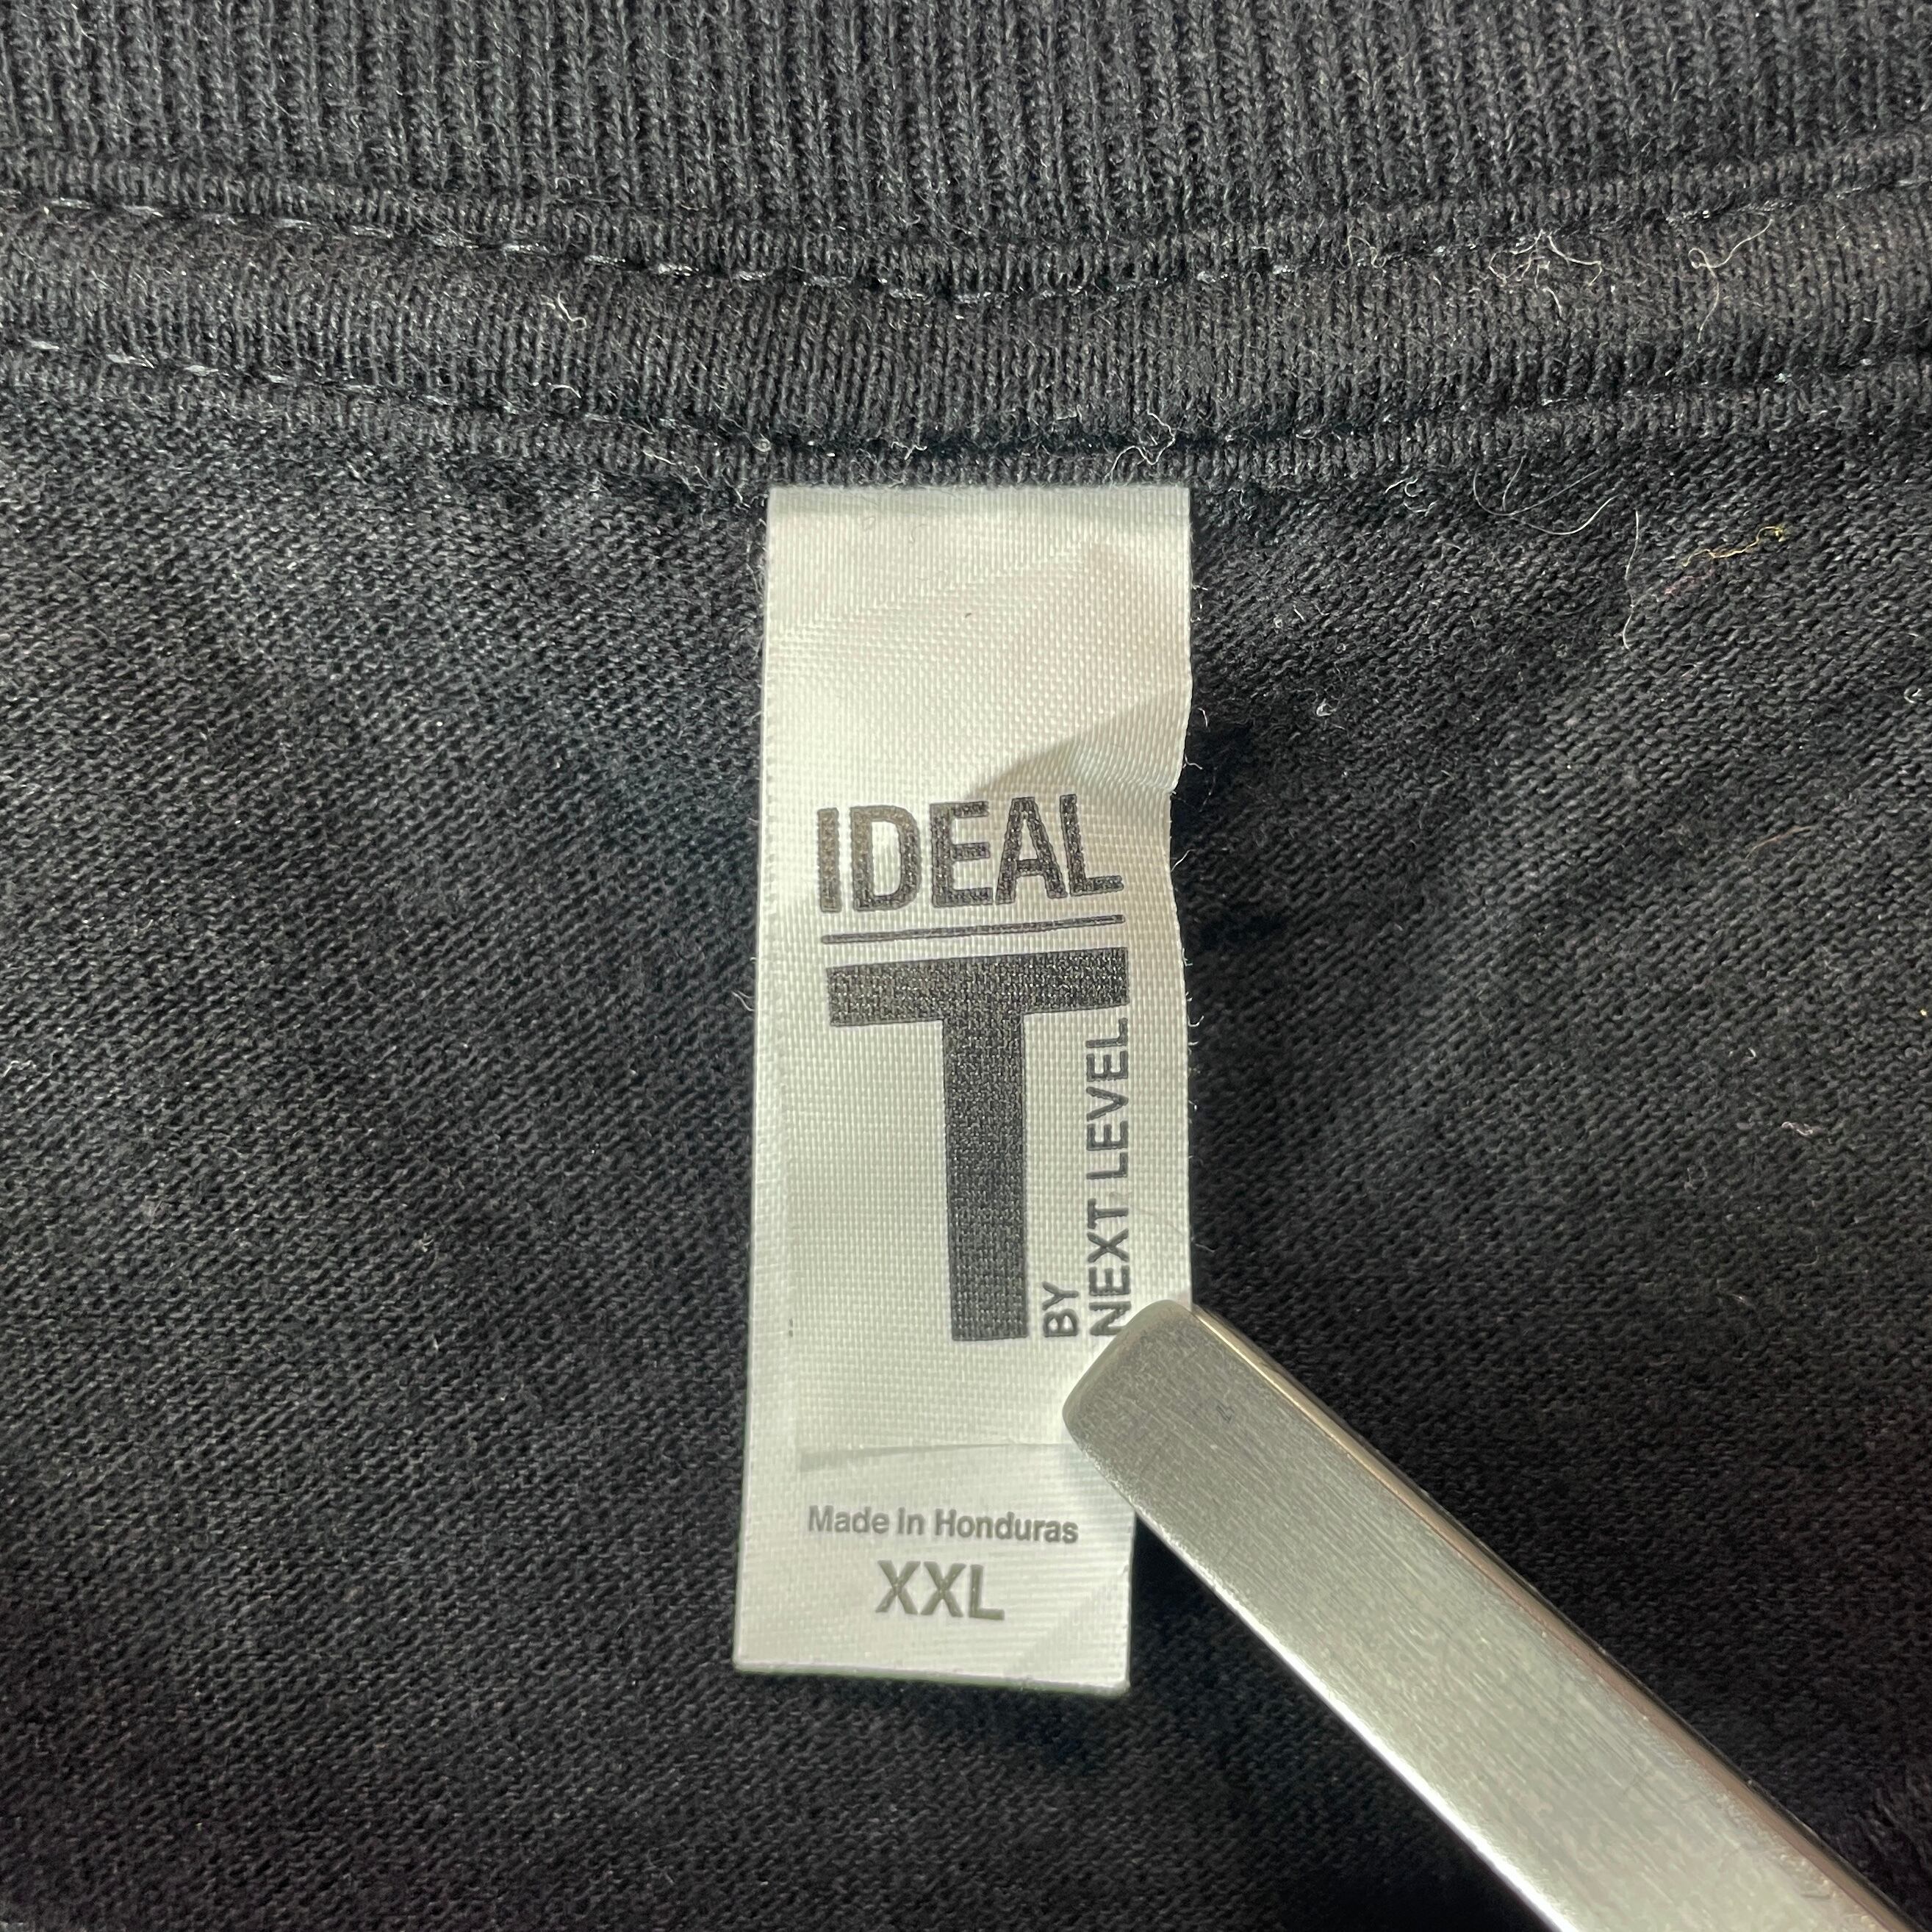 IDEAL
T
BY
NEXT LEVEL
Made In Honduras
XXL